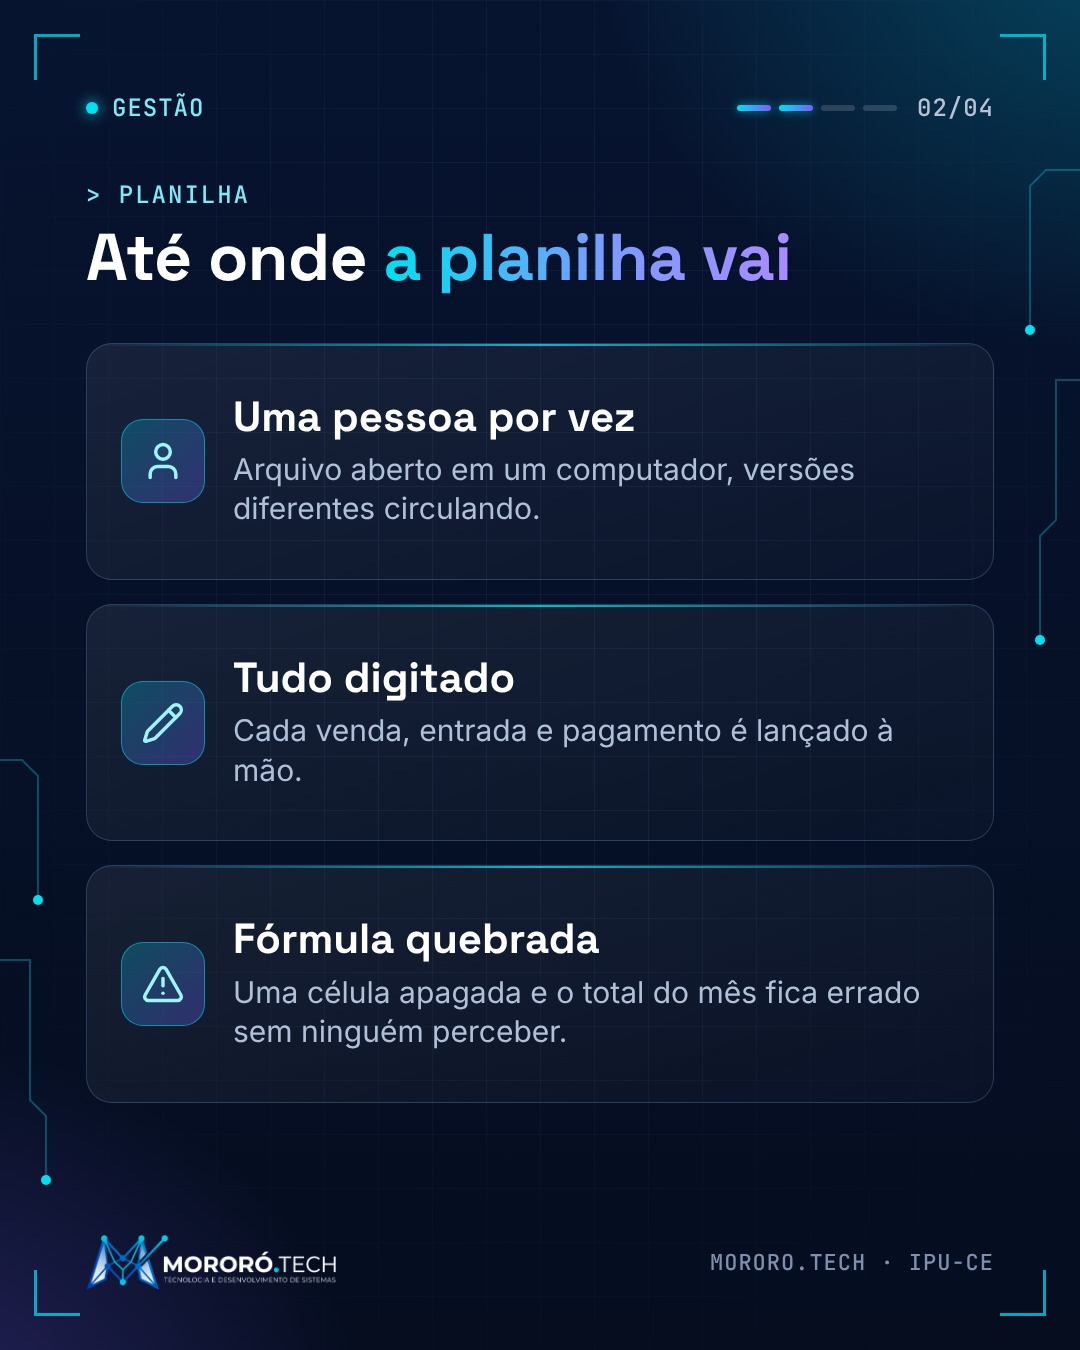 GESTÃO
02/04
> PLANILHA
Até onde a planilha vai
Uma pessoa por vez
Arquivo aberto em um computador, versões
diferentes circulando.
Tudo digitado
Cada venda, entrada e pagamento é lançado à
mão.
Fórmula quebrada
Uma célula apagada e o total do mês fica errado
sem ninguém perceber.
MORORÓ.TECH
TECNOLOGIA E DESENVOLVIMENTO DE SISTEMAS
MORORO.TECH · IPU-CE